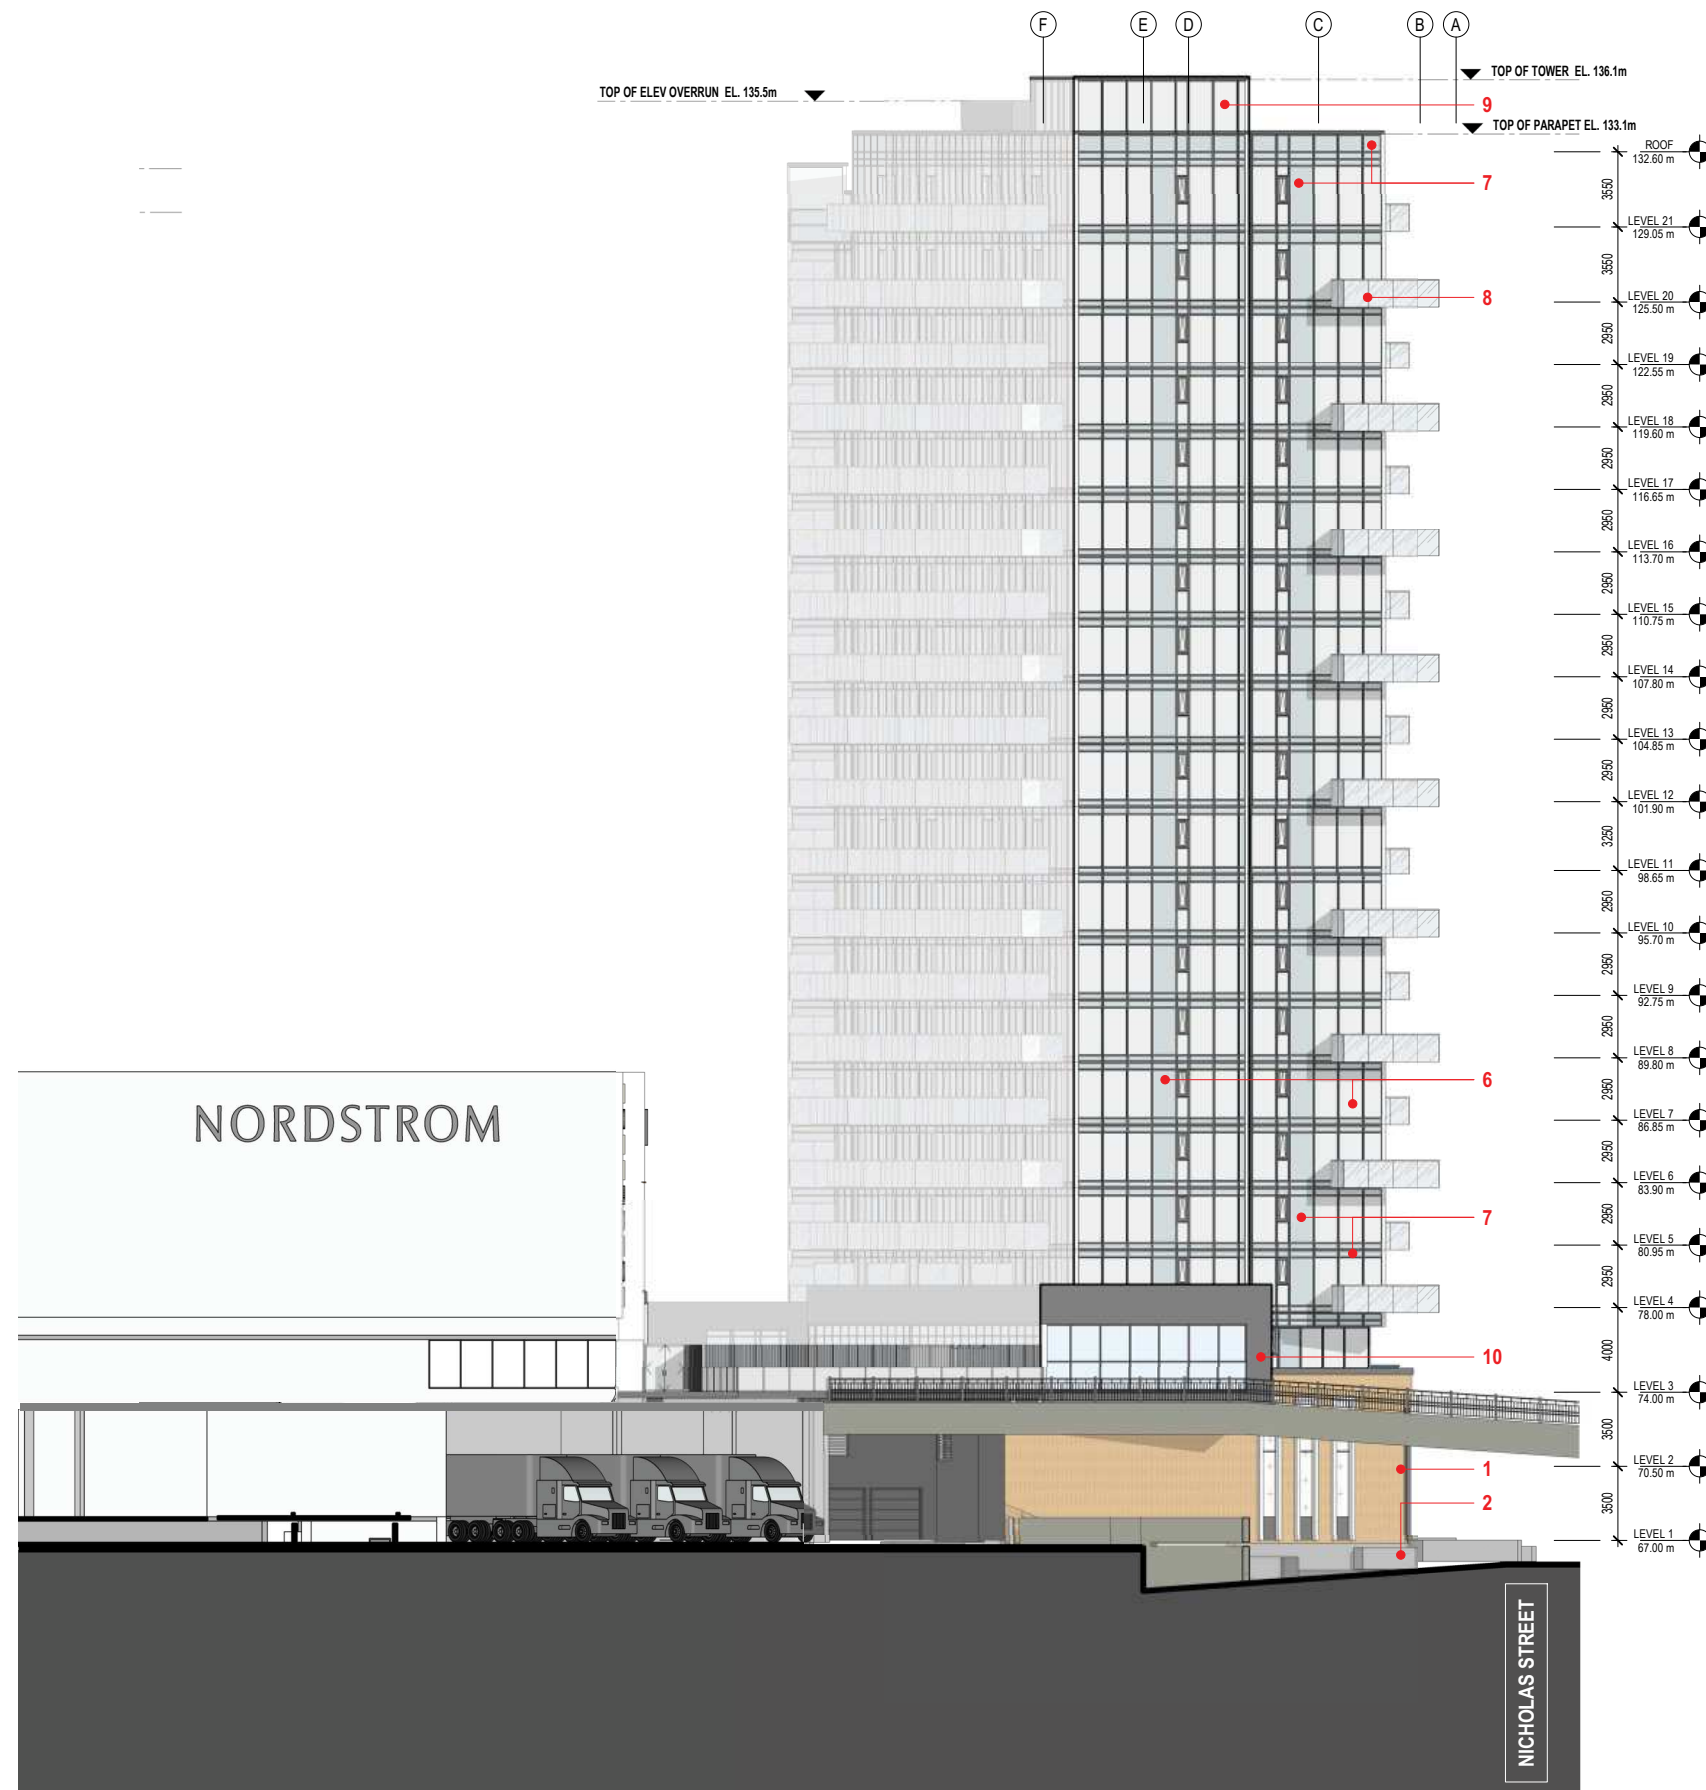 F E D C B A
TOP OF TOWER EL. 136.1m
TOP OF ELEV OVERRUN EL. 135.5m
9
TOP OF PARAPET EL. 133.1m
ROOF
132.60 m
3550
7
LEVEL 21
129.05 m
3550
8
LEVEL 20
125.50 m
2950
LEVEL 19
122.55 m
2950
LEVEL 18
119.60 m
2950
LEVEL 17
116.65 m
2950
LEVEL 16
113.70 m
2950
LEVEL 15
110.75 m
2950
LEVEL 14
107.80 m
2950
LEVEL 13
104.85 m
2950
LEVEL 12
101.90 m
3250
LEVEL 11
98.65 m
2950
LEVEL 10
95.70 m
2950
LEVEL 9
92.75 m
2950
LEVEL 8
89.80 m
6
2950
NORDSTROM
LEVEL 7
86.85 m
2950
LEVEL 6
83.90 m
2950
7
LEVEL 5
80.95 m
2950
LEVEL 4
78.00 m
4000
10
LEVEL 3
74.00 m
3500
1
LEVEL 2
70.50 m
2
3500
LEVEL 1
67.00 m
NICHOLAS STREET